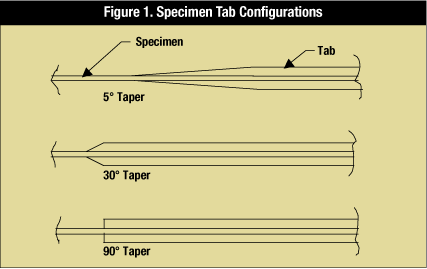 Figure 1. Specimen Tab Configurations
Specimen
Tab
5° Taper
30° Taper
90° Taper